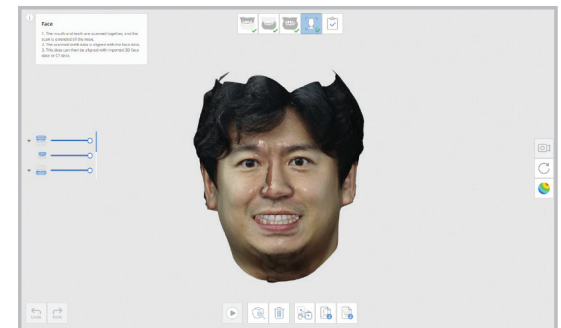 Face
1. The mouth and teeth are scanned together, and the
scan is extended till the nose.
2. The scanned teeth data is aligned with the face data.
3. This data can then be aligned with imported 3D face
data or CT data.
Undo
Redo